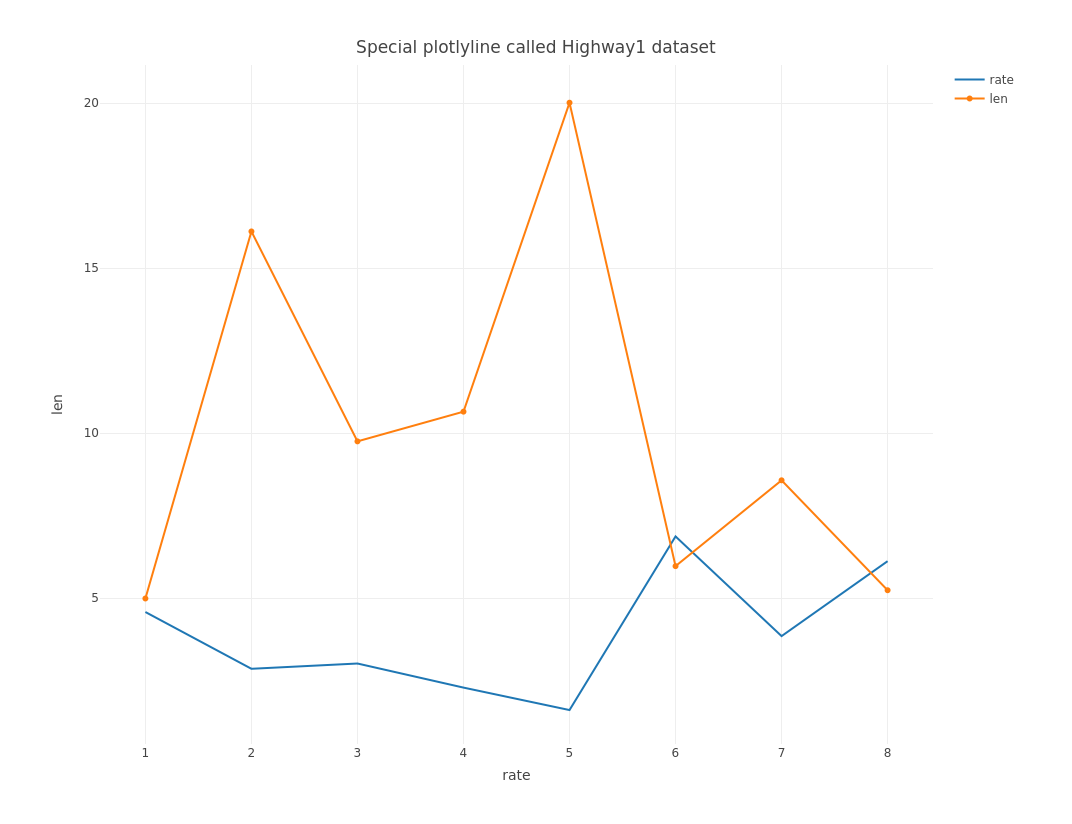 Special plotlyline called Highway1 dataset
rate
len
20
15
10
5
len
1 2 3 4 5 6 7 8
rate